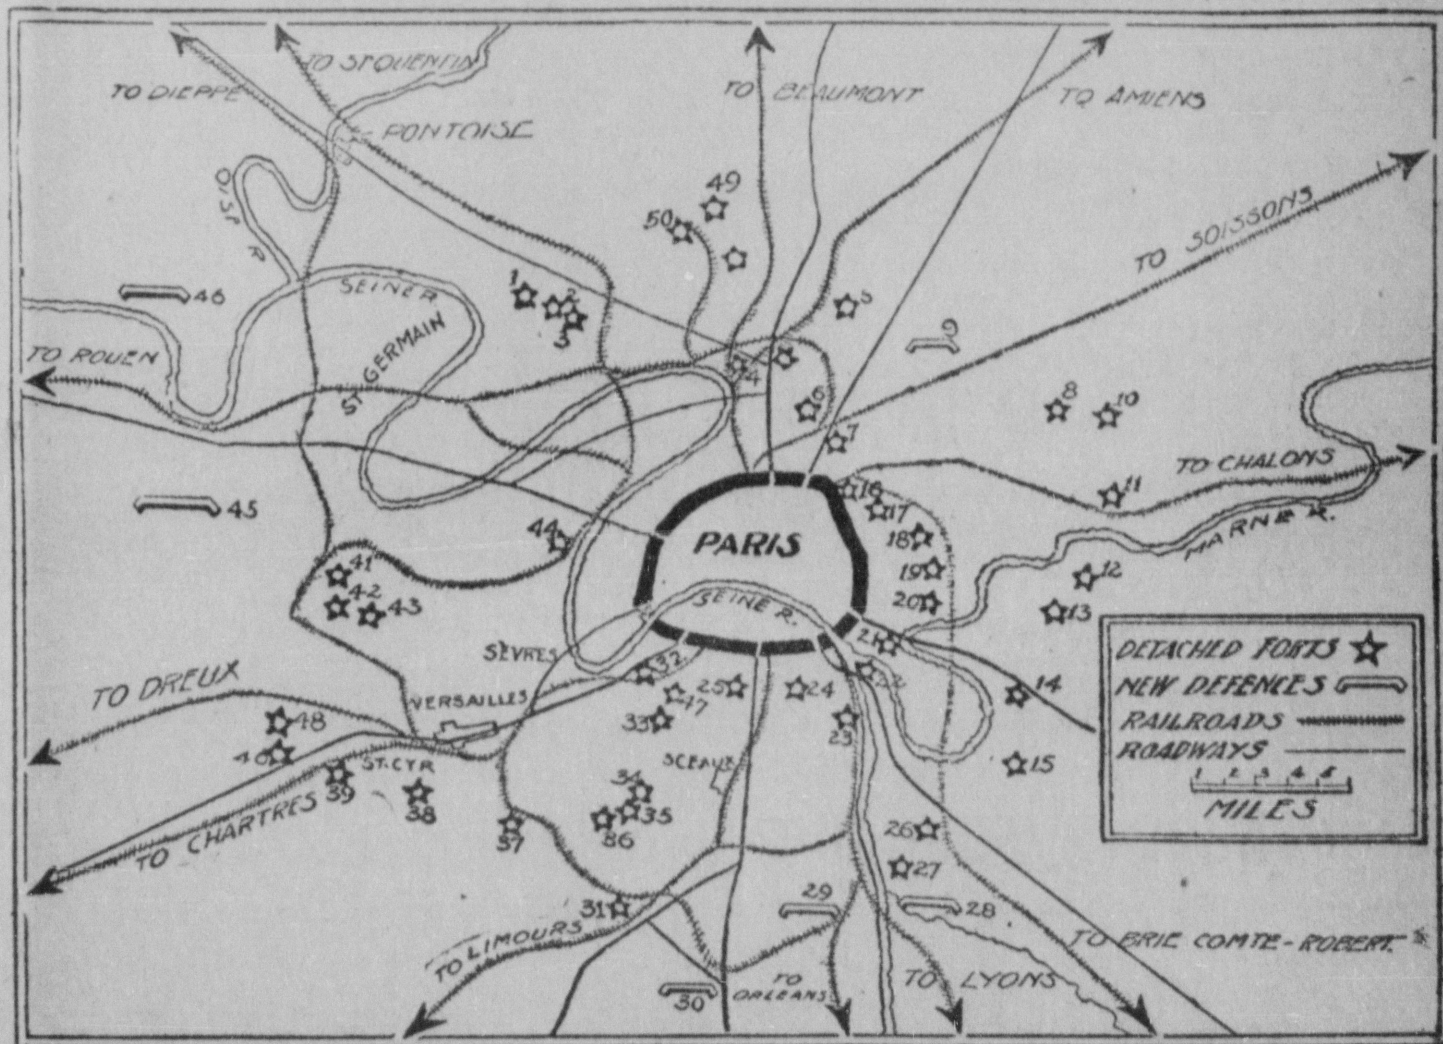 TO ST QUENTIN
TO DIEPPE
TO BEAUMONT
TO AMIENS
PONTOISE
OISE R
49
50
TO SOISSONS
46
SEINE R.
1
2
3
5
9
TO ROUEN
ST GERMAIN
4
6
7
8
10
TO CHALONS
45
16
17
11
MARNE R.
44
PARIS
18
41
42
43
19
20
12
13
SEINE R.
SÈVRES
21
22
DETACHED FORTS
NEW DEFENCES
RAILROADS
ROADWAYS
1 2 3 4 5
MILES
TO DREUX
VERSAILLES
32
47
25
24
14
48
33
23
40
ST. CYR
SCEAUX
15
39
38
34
35
36
37
26
TO CHARTRES
27
31
29
28
TO LIMOURS
TO BRIE COMTE-ROBERT.
30
TO
ORLEANS
TO LYONS